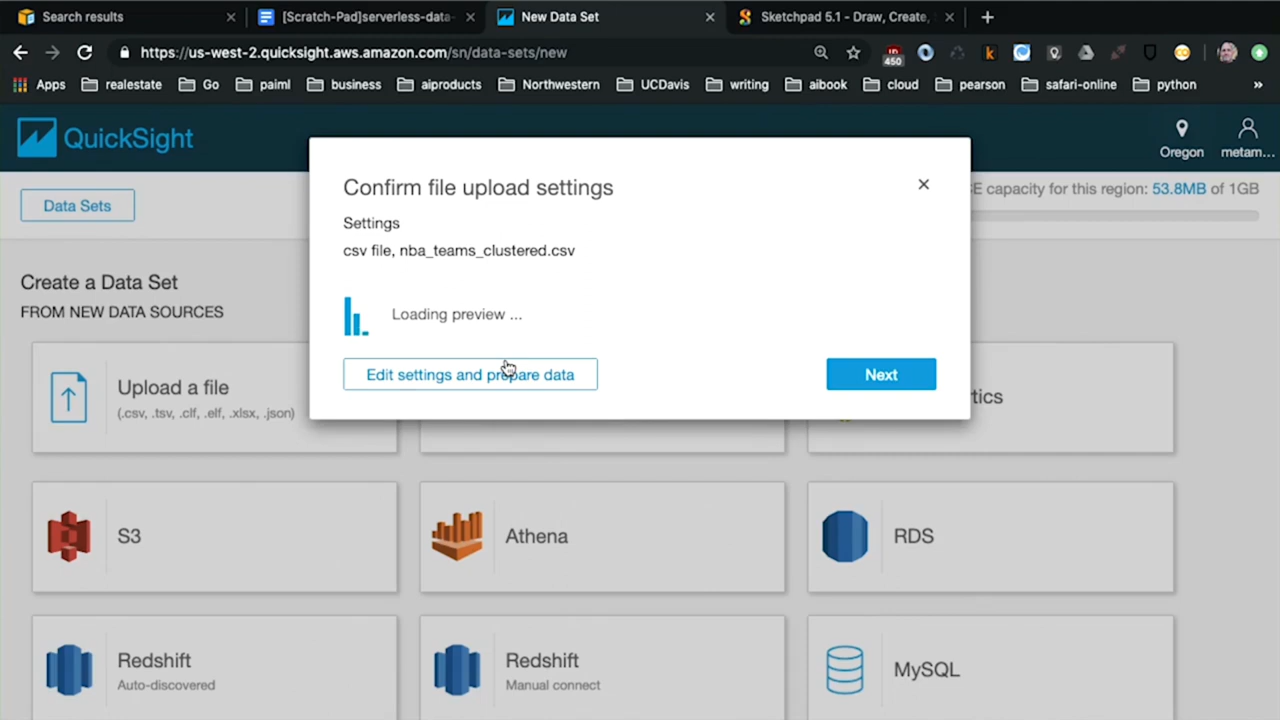 Search results
[Scratch-Pad]serverless-data-
New Data Set
Sketchpad 5.1 - Draw, Create,
https://us-west-2.quicksight.aws.amazon.com/sn/data-sets/new
450
Apps
realestate
Go
paiml
business
aiproducts
Northwestern
UCDavis
writing
aibook
cloud
pearson
safari-online
python
»
QuickSight
Oregon
metam...
Data Sets
E capacity for this region: 53.8MB of 1GB
Confirm file upload settings
Settings
csv file, nba_teams_clustered.csv
Loading preview ...
Edit settings and prepare data
Next
Create a Data Set
FROM NEW DATA SOURCES
Upload a file
(.csv, .tsv, .clf, .elf, .xlsx, .json)
tics
S3
Athena
RDS
Redshift
Auto-discovered
Redshift
Manual connect
MySQL